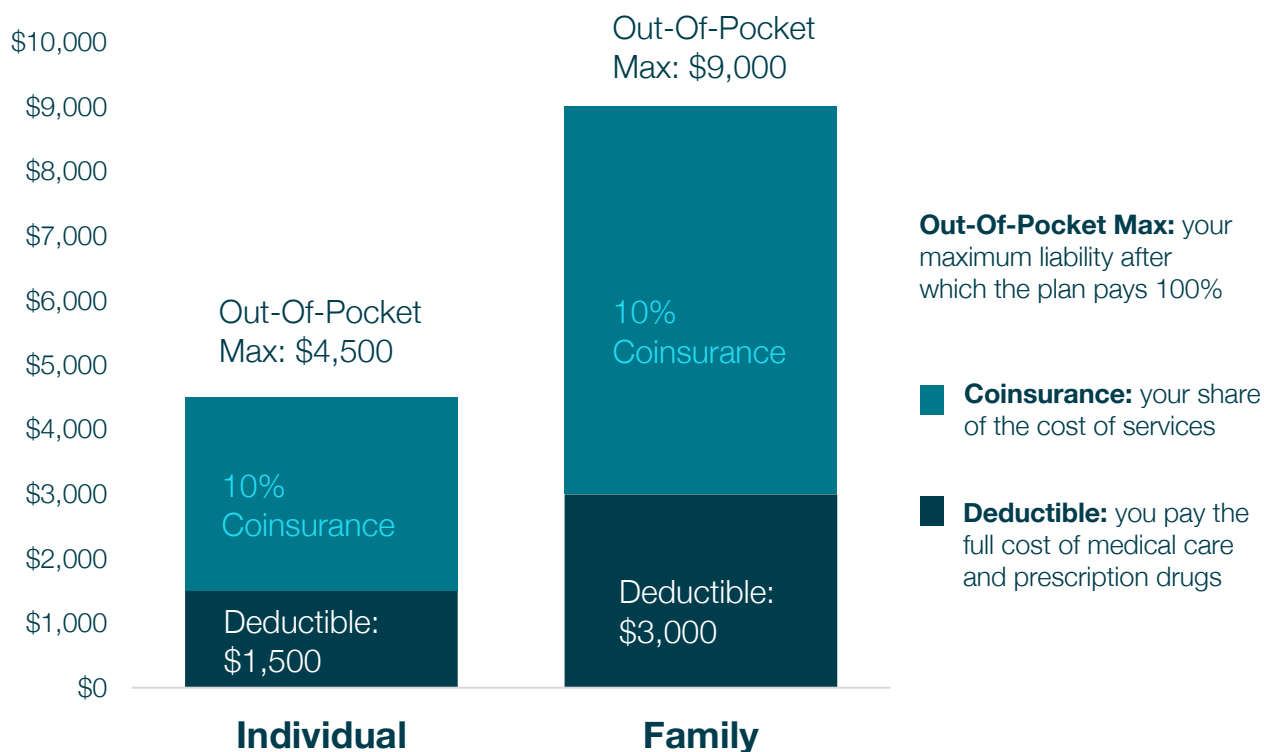 $10,000
$9,000
$8,000
$7,000
$6,000
$5,000
$4,000
$3,000
$2,000
$1,000
$0
Out-Of-Pocket
Max: $4,500
10%
Coinsurance
Deductible:
$1,500
Individual
Out-Of-Pocket
Max: $9,000
10%
Coinsurance
Deductible:
$3,000
Family
Out-Of-Pocket Max: your
maximum liability after
which the plan pays 100%
Coinsurance: your share
of the cost of services
Deductible: you pay the
full cost of medical care
and prescription drugs